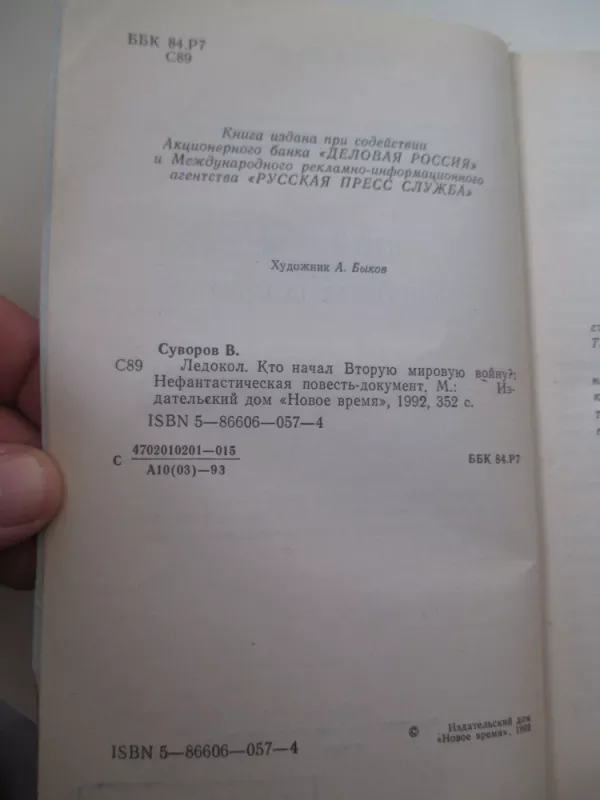 ББК 84.Р7
С89
Книга издана при содействии
Акционерного банка «ДЕЛОВАЯ РОССИЯ»
и Международного рекламно-информационного
агентства «РУССКАЯ ПРЕСС СЛУЖБА»
Художник А. Быков
Суворов В.
С89 Ледокол. Кто начал Вторую мировую войну?:
Нефантастическая повесть-документ, М.: Из-
дательский дом «Новое время», 1992, 352 с.
ISBN 5—86606—057—4
С 4702010201—015
А10(03)—93
ББК 84.Р7
© Издательский дом
«Новое время», 1992
ISBN 5—86606—057—4